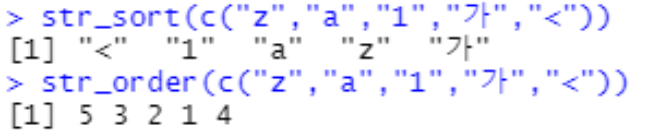 > str_sort(c("z","a","1","가","<"))
[1] "<" "1" "a" "z" "가"
> str_order(c("z","a","1","가","<"))
[1] 5 3 2 1 4